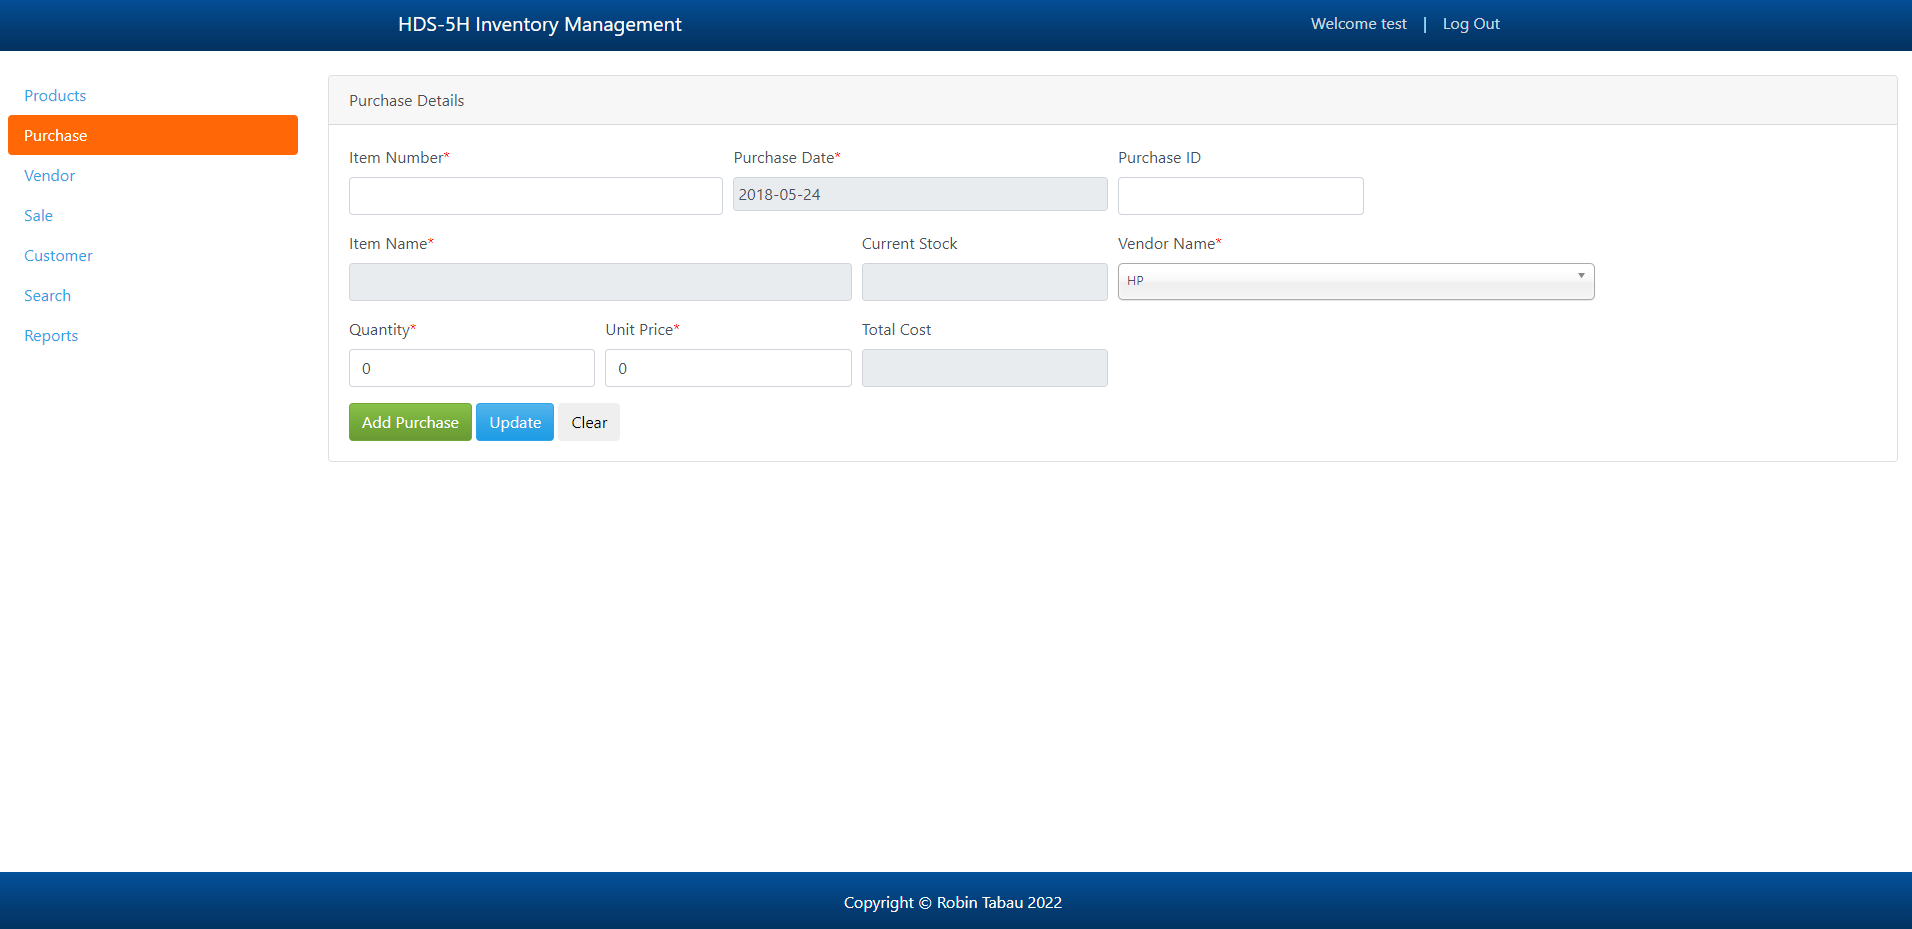 HDS-5H Inventory Management
Welcome test | Log Out
Products
Purchase
Vendor
Sale
Customer
Search
Reports
Purchase Details
Item Number* Purchase Date* Purchase ID
2018-05-24
Item Name* Current Stock Vendor Name*
HP
Quantity* Unit Price* Total Cost
0 0
Add Purchase Update Clear
Copyright © Robin Tabau 2022